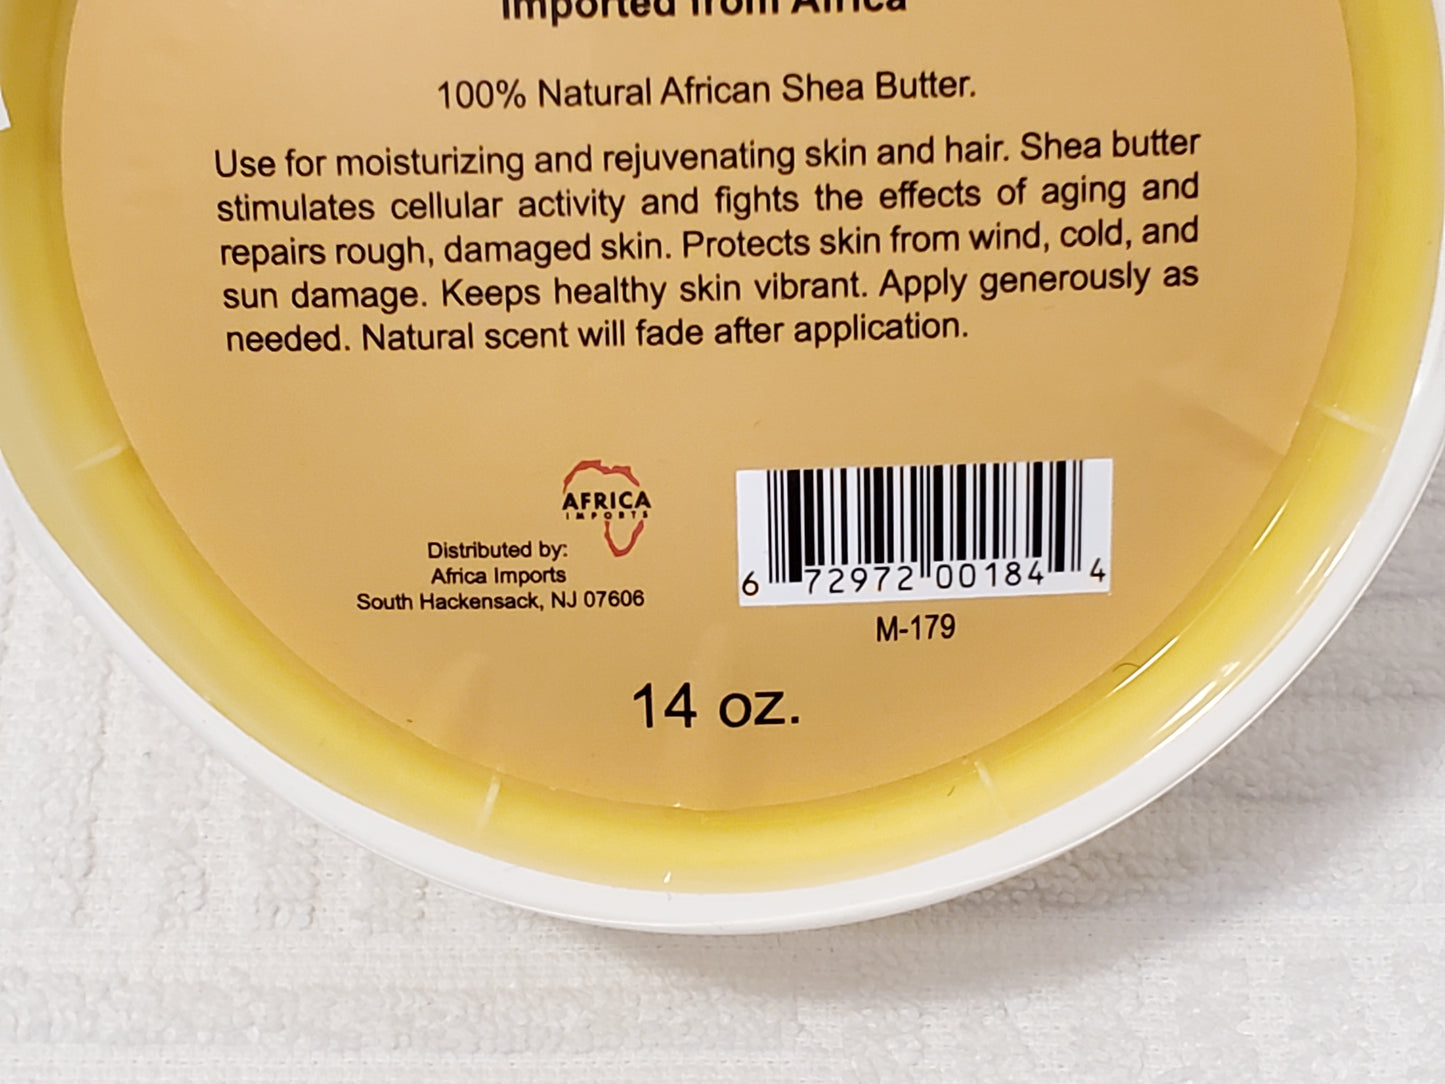 Imported from Africa
100% Natural African Shea Butter.
Use for moisturizing and rejuvenating skin and hair. Shea butter
stimulates cellular activity and fights the effects of aging and
repairs rough, damaged skin. Protects skin from wind, cold, and
sun damage. Keeps healthy skin vibrant. Apply generously as
needed. Natural scent will fade after application.
AFRICA
IMPORTS
Distributed by:
Africa Imports
South Hackensack, NJ 07606
6 72972 00184 4
M-179
14 oz.